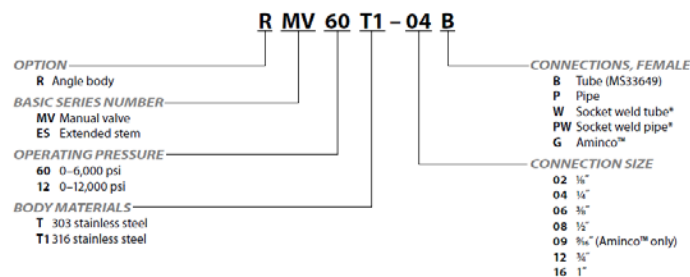 R MV 60 T1 – 04 B
OPTION
R Angle body
BASIC SERIES NUMBER
MV Manual valve
ES Extended stem
OPERATING PRESSURE
60 0–6,000 psi
12 0–12,000 psi
BODY MATERIALS
T 303 stainless steel
T1 316 stainless steel
CONNECTIONS, FEMALE
B Tube (MS33649)
P Pipe
W Socket weld tube*
PW Socket weld pipe*
G Aminco™
CONNECTION SIZE
02 ⅛"
04 ¼"
06 ⅜"
08 ½"
09 9⁄16" (Aminco™ only)
12 ¾"
16 1"